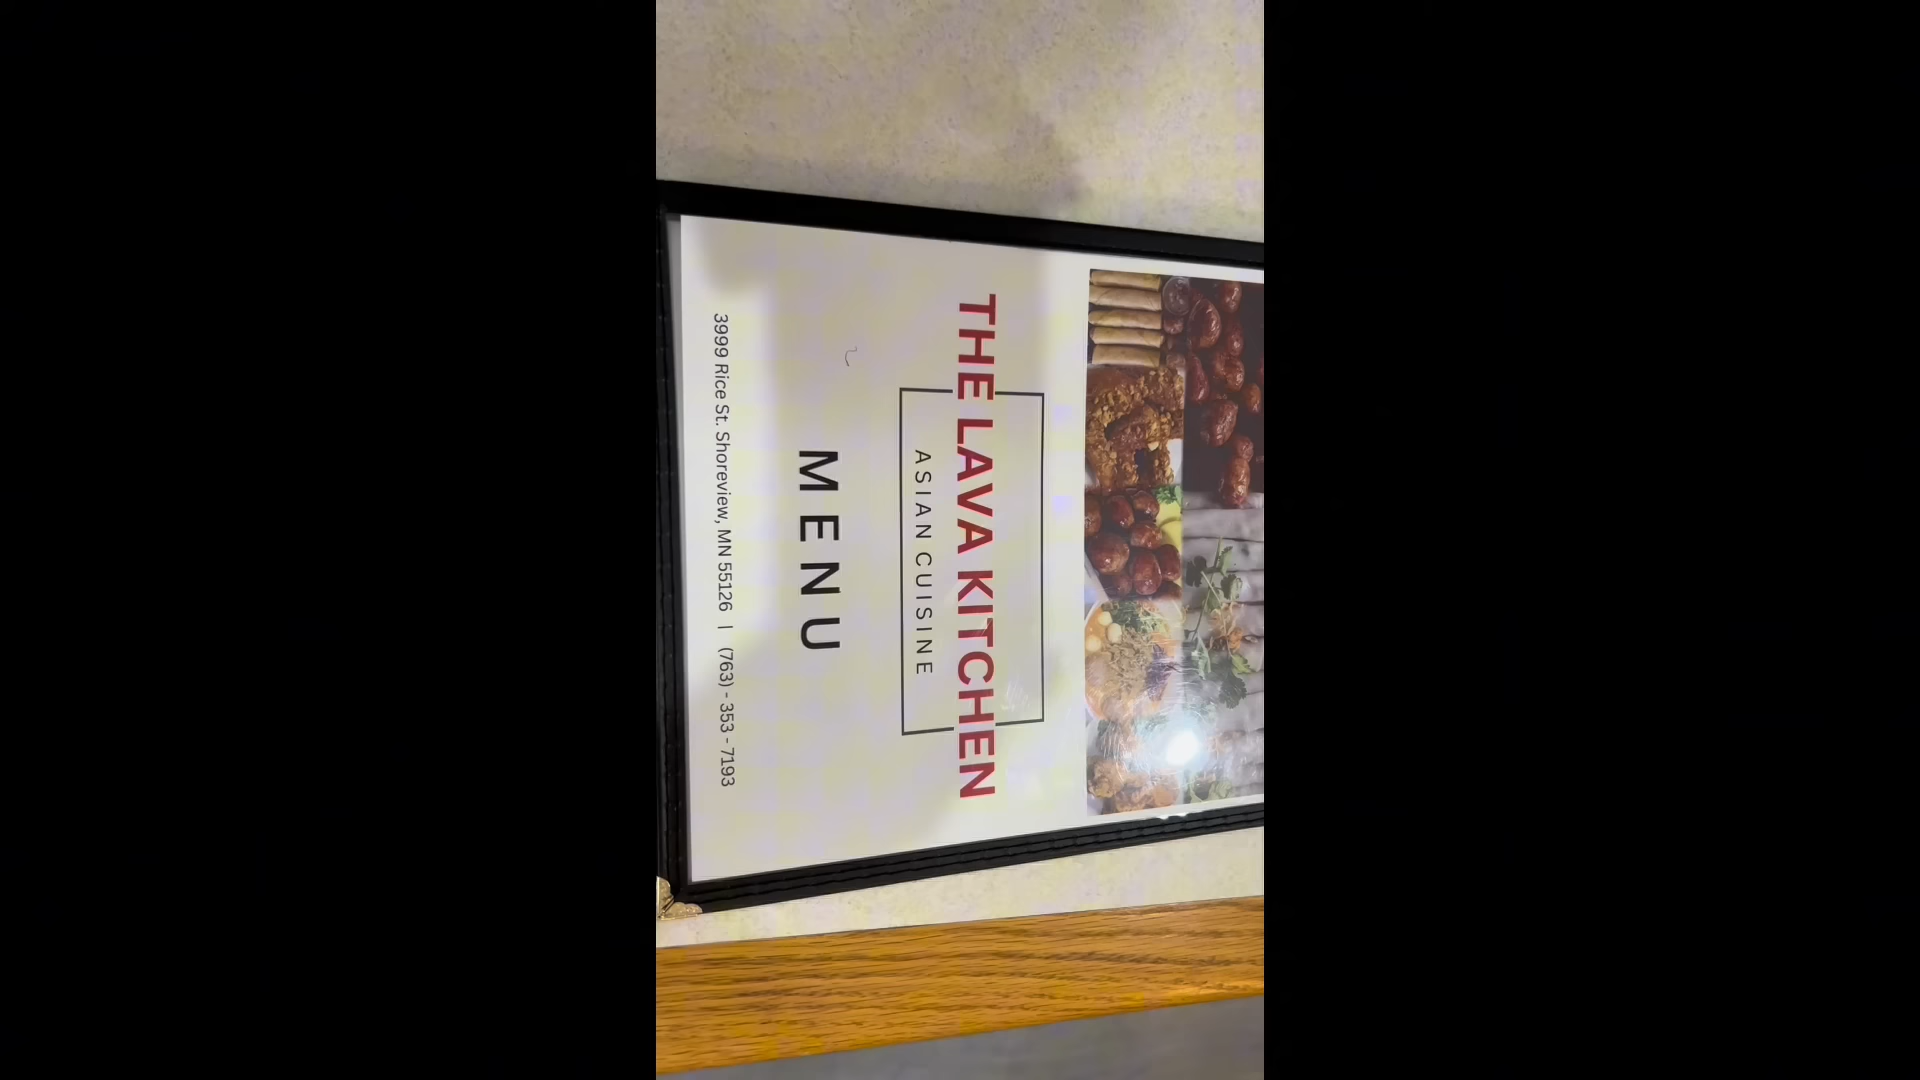 THE LAVA KITCHEN
ASIAN CUISINE
MENU
3999 Rice St. Shoreview, MN 55126 | (763) - 353 - 7193